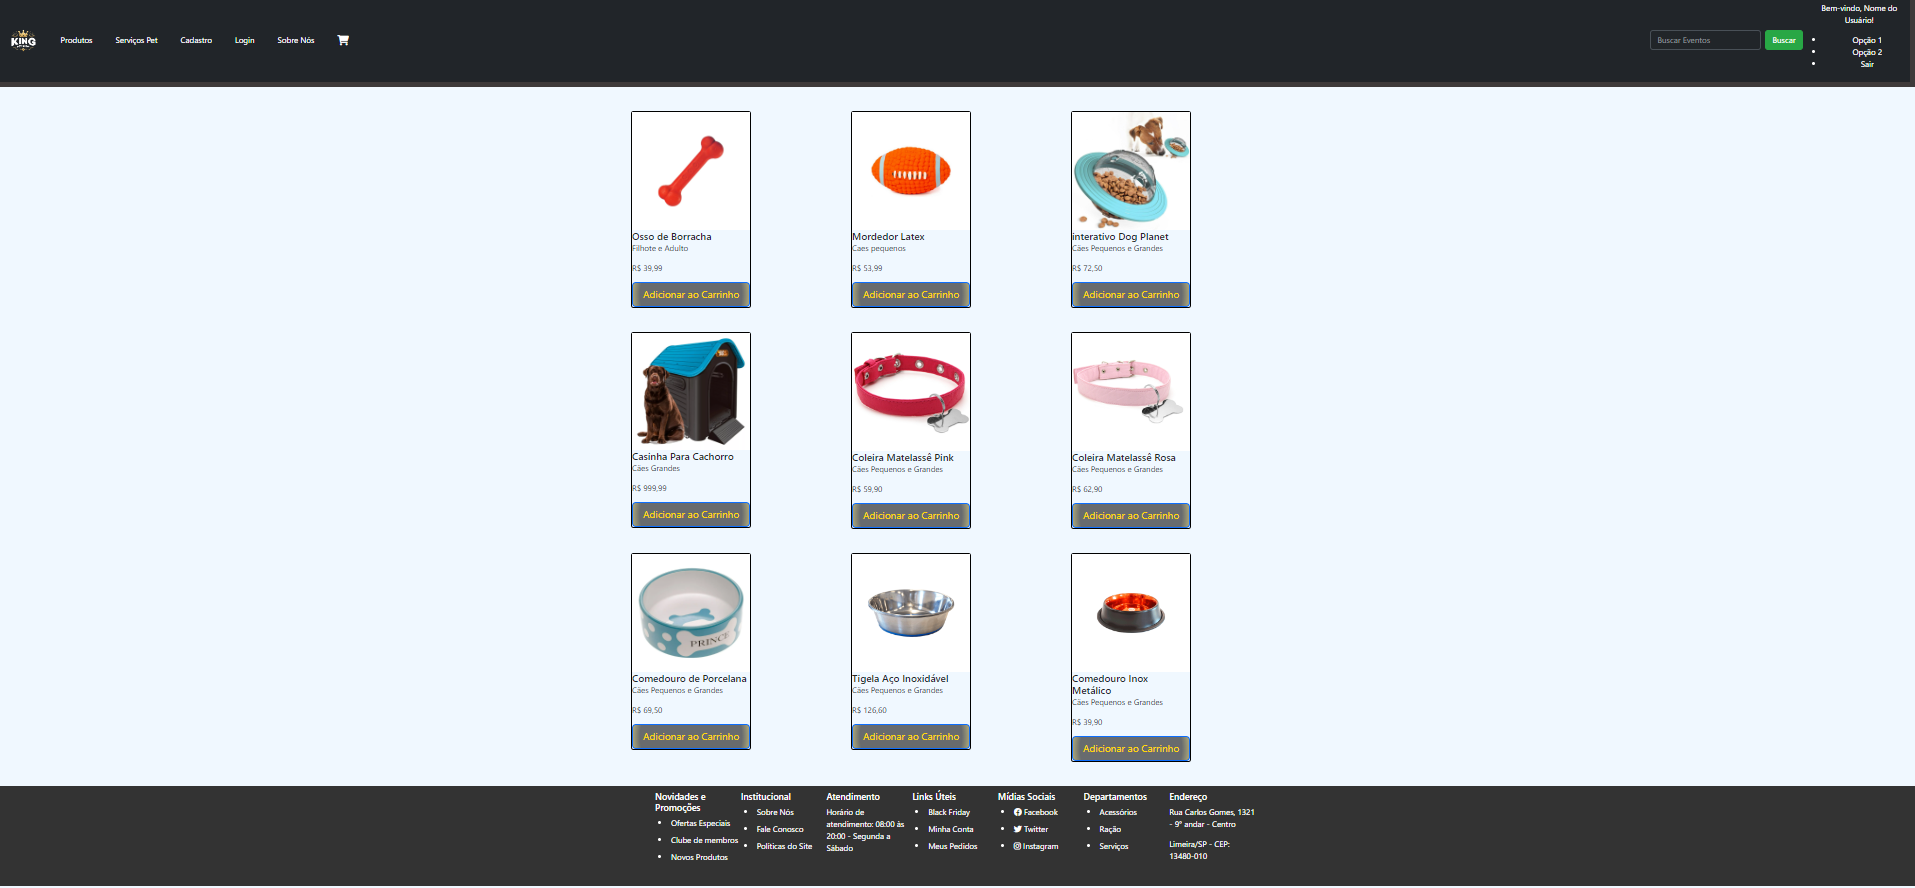 KING
Produtos
Serviços Pet
Cadastro
Login
Sobre Nós
Buscar Eventos
Buscar
Bem-vindo, Nome do
Usuário!
Opção 1
Opção 2
Sair
Osso de Borracha
Filhote e Adulto
R$ 39,99
Adicionar ao Carrinho
Mordedor Latex
Caes pequenos
R$ 53,99
Adicionar ao Carrinho
interativo Dog Planet
Cães Pequenos e Grandes
R$ 72,50
Adicionar ao Carrinho
Casinha Para Cachorro
Cães Grandes
R$ 999,99
Adicionar ao Carrinho
Coleira Matelassê Pink
Cães Pequenos e Grandes
R$ 59,90
Adicionar ao Carrinho
Coleira Matelassê Rosa
Cães Pequenos e Grandes
R$ 62,90
Adicionar ao Carrinho
PRINCE
Comedouro de Porcelana
Cães Pequenos e Grandes
R$ 69,50
Adicionar ao Carrinho
Tigela Aço Inoxidável
Cães Pequenos e Grandes
R$ 126,60
Adicionar ao Carrinho
Comedouro Inox
Metálico
Cães Pequenos e Grandes
R$ 39,90
Adicionar ao Carrinho
Novidades e
Promoções
Ofertas Especiais
Clube de membros
Novos Produtos
Institucional
Sobre Nós
Fale Conosco
Políticas do Site
Atendimento
Horário de
atendimento: 08:00 às
20:00 - Segunda a
Sábado
Links Úteis
Black Friday
Minha Conta
Meus Pedidos
Mídias Sociais
Facebook
Twitter
Instagram
Departamentos
Acessórios
Ração
Serviços
Endereço
Rua Carlos Gomes, 1321
- 9º andar - Centro
Limeira/SP - CEP:
13480-010